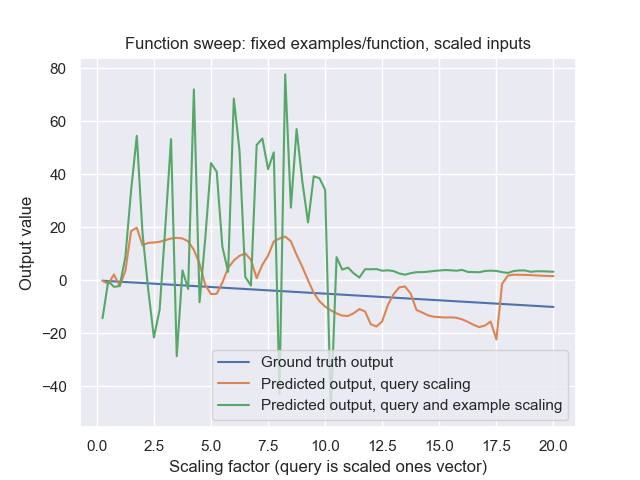 Function sweep: fixed examples/function, scaled inputs
80
60
40
20
0
−20
−40
Output value
Ground truth output
Predicted output, query scaling
Predicted output, query and example scaling
0.0 2.5 5.0 7.5 10.0 12.5 15.0 17.5 20.0
Scaling factor (query is scaled ones vector)